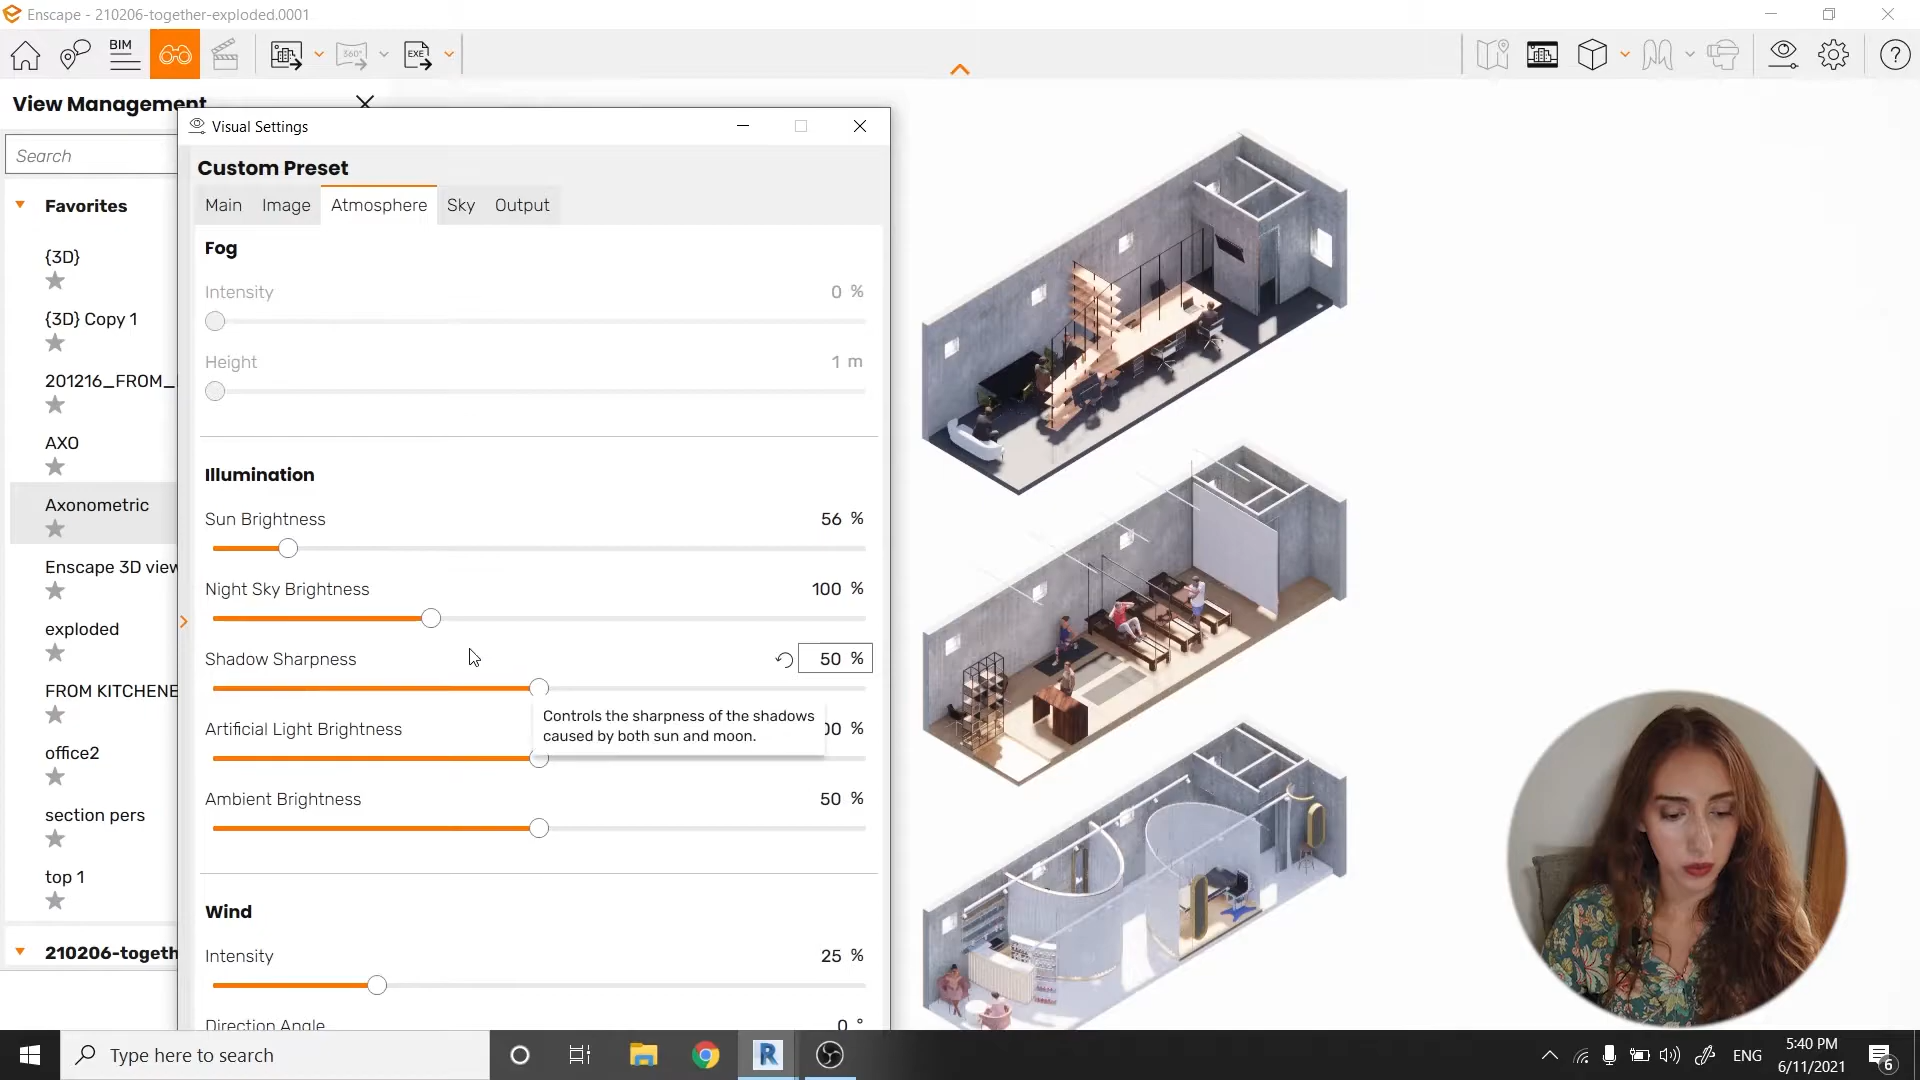 Enscape - 210206-together-exploded.0001
BIM
360°
EXE
?
View Management
Search
Favorites
{3D}
{3D} Copy 1
201216_FROM_
AXO
Axonometric
Enscape 3D view
exploded
FROM KITCHENE
office2
section pers
top 1
210206-togeth
Visual Settings
Custom Preset
Main Image Atmosphere Sky Output
Fog
Intensity 0 %
Height 1 m
Illumination
Sun Brightness 56 %
Night Sky Brightness 100 %
Shadow Sharpness 50 %
Controls the sharpness of the shadows
caused by both sun and moon.
Artificial Light Brightness 00 %
Ambient Brightness 50 %
Wind
Intensity 25 %
Direction Angle 0 °
Type here to search
R
ENG
5:40 PM
6/11/2021
6